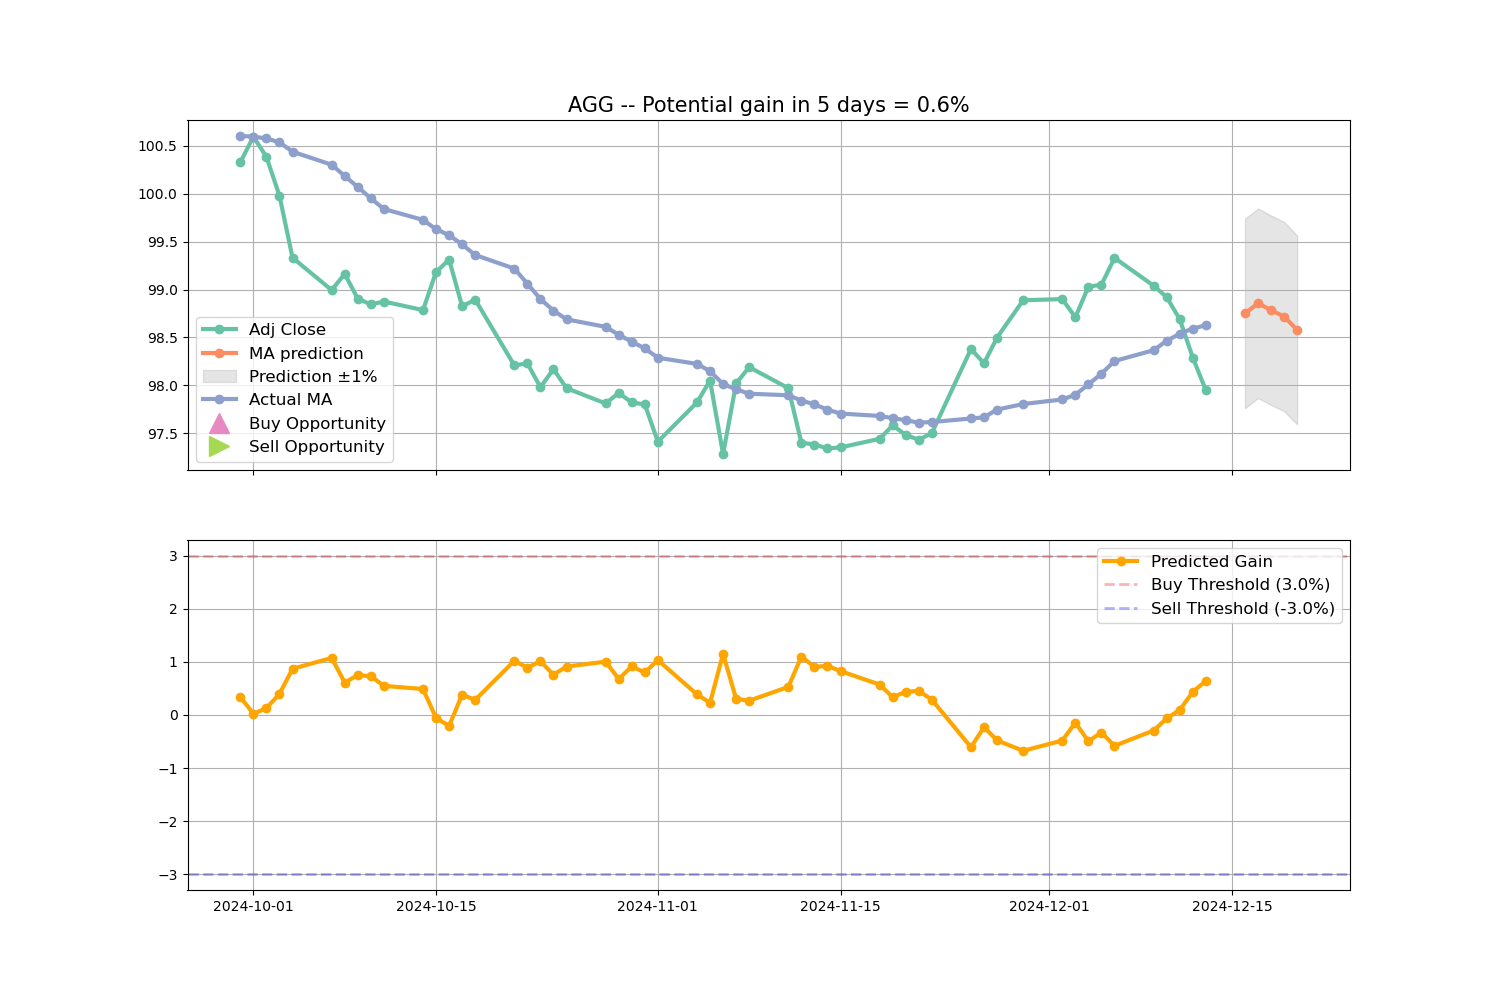 AGG -- Potential gain in 5 days = 0.6%
100.5
100.0
99.5
99.0
98.5
98.0
97.5
Adj Close
MA prediction
Prediction ±1%
Actual MA
Buy Opportunity
Sell Opportunity
3
2
1
0
−1
−2
−3
Predicted Gain
Buy Threshold (3.0%)
Sell Threshold (-3.0%)
2024-10-01
2024-10-15
2024-11-01
2024-11-15
2024-12-01
2024-12-15